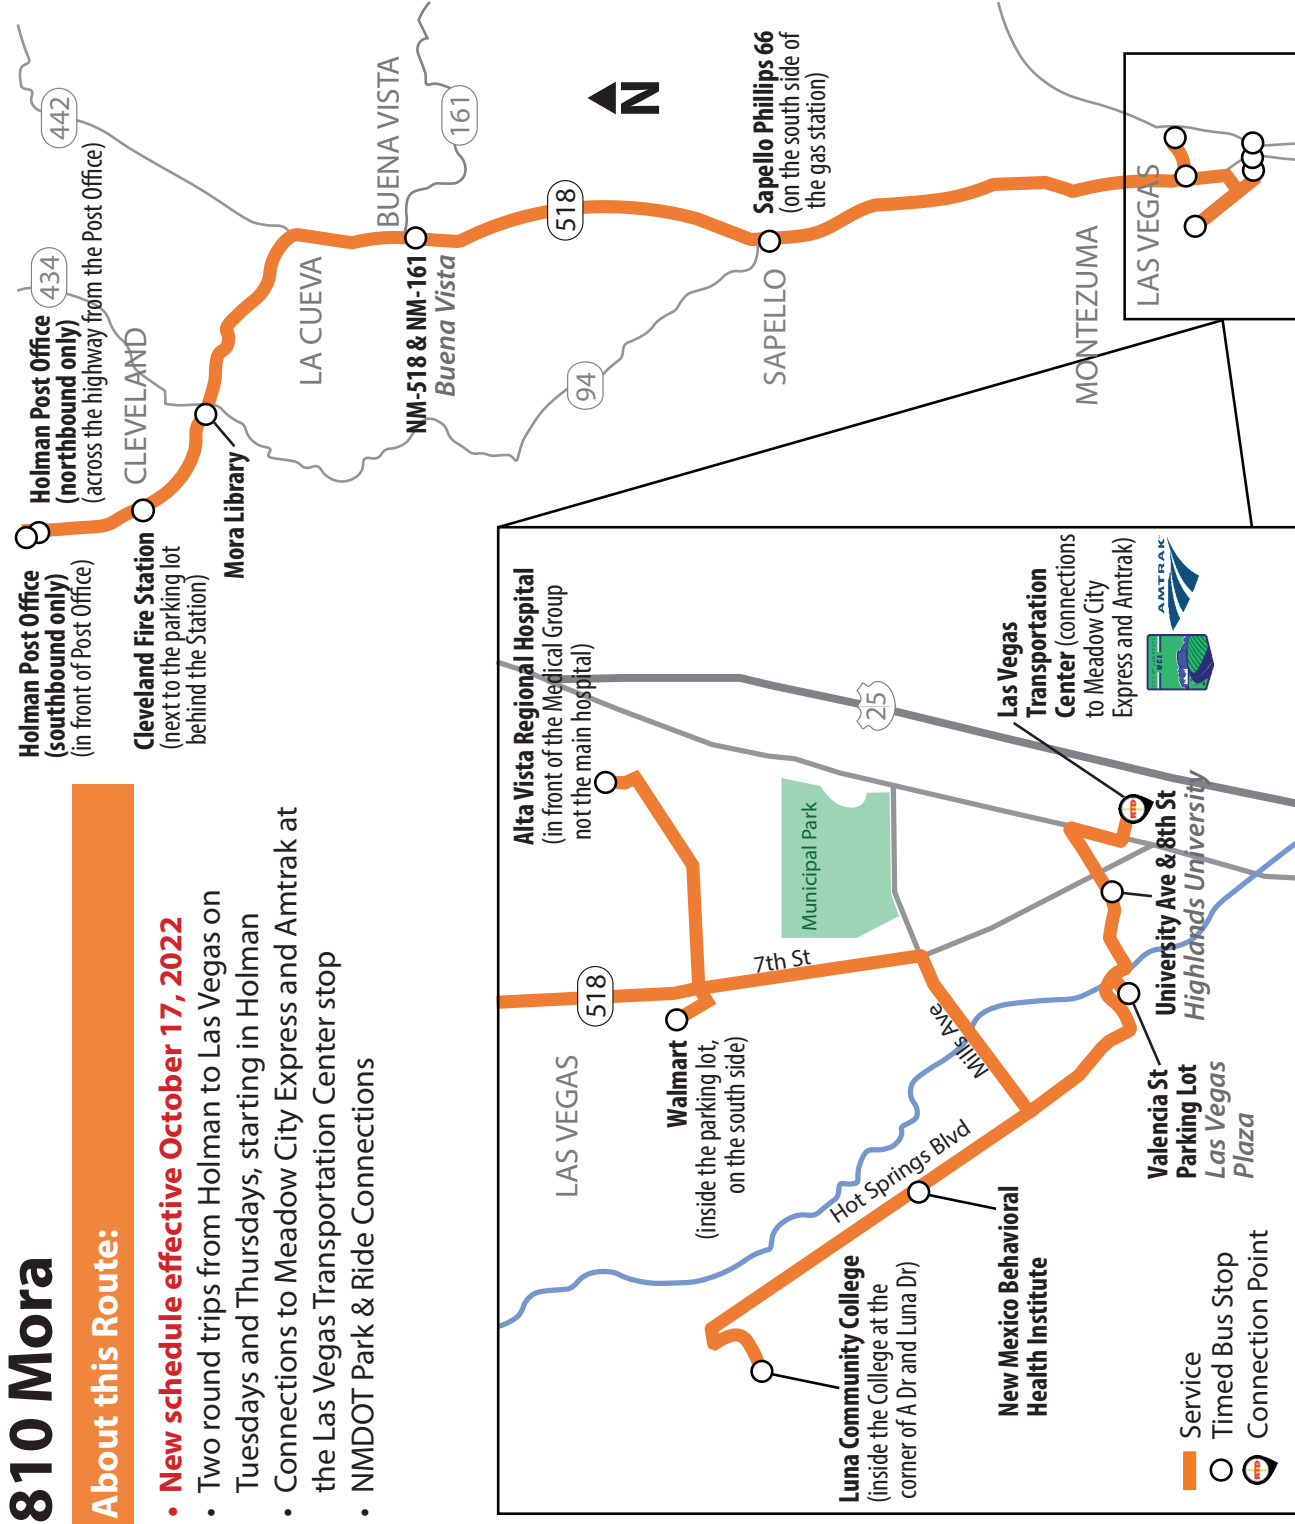 810 Mora
About this Route:
• New schedule effective October 17, 2022
• Two round trips from Holman to Las Vegas on
Tuesdays and Thursdays, starting in Holman
• Connections to Meadow City Express and Amtrak at
the Las Vegas Transportation Center stop
• NMDOT Park & Ride Connections
Holman Post Office
(southbound only)
(in front of Post Office)
Holman Post Office
(northbound only)
(across the highway from the Post Office)
Cleveland Fire Station
(next to the parking lot
behind the Station)
CLEVELAND
Mora Library
434
442
LA CUEVA
BUENA VISTA
161
NM-518 & NM-161
Buena Vista
518
94
N
SAPELLO
Sapello Phillips 66
(on the south side of
the gas station)
MONTEZUMA
LAS VEGAS
Alta Vista Regional Hospital
(in front of the Medical Group
not the main hospital)
LAS VEGAS
518
Walmart
(inside the parking lot,
on the south side)
7th St
Municipal Park
25
Mills Ave
Hot Springs Blvd
Luna Community College
(inside the College at the
corner of A Dr and Luna Dr)
New Mexico Behavioral
Health Institute
Las Vegas
Transportation
Center (connections
to Meadow City
Express and Amtrak)
AMTRAK
RTD
University Ave & 8th St
Highlands University
Valencia St
Parking Lot
Las Vegas
Plaza
Service
Timed Bus Stop
RTD
Connection Point